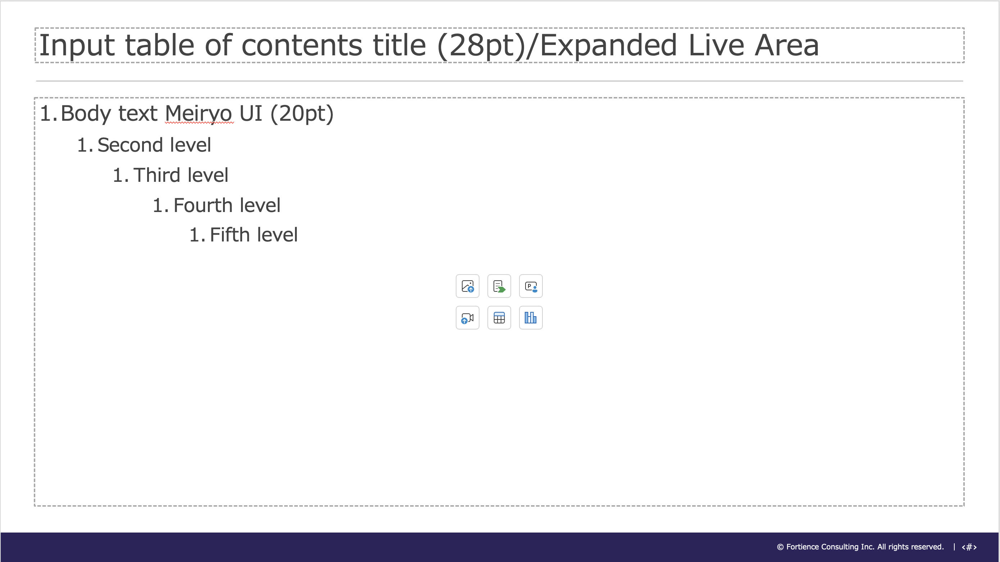 Input table of contents title (28pt)/Expanded Live Area
1. Body text Meiryo UI (20pt)
1. Second level
1. Third level
1. Fourth level
1. Fifth level
P
© Fortience Consulting Inc. All rights reserved. | ‹#›